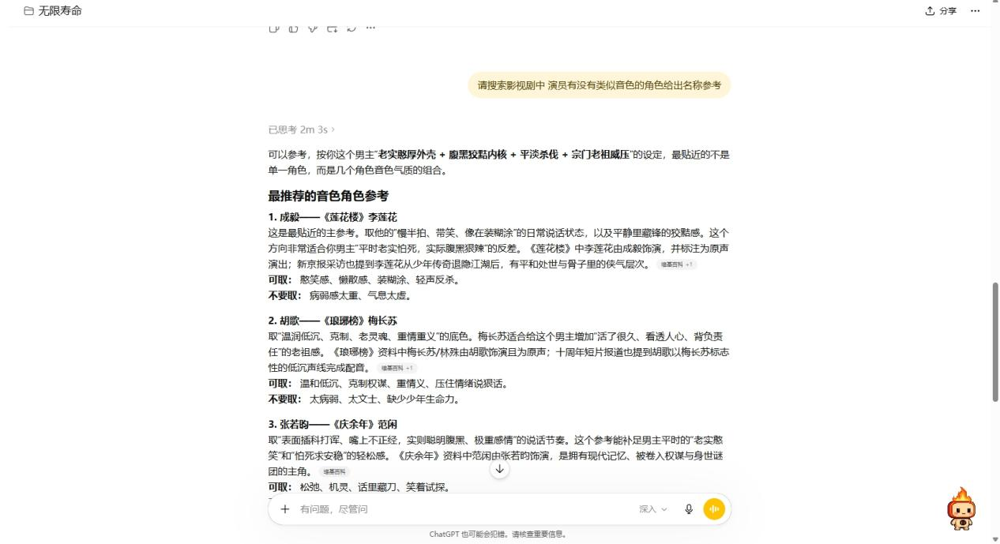 无限寿命
分享
请搜索影视剧中 演员有没有类似音色的角色给出名称参考
已思考 2m 3s
可以参考，按你这个男主“老实憨厚外壳 + 腹黑狡黠内核 + 平淡杀伐 + 宗门老祖威压”的设定，最贴近的不是
单一角色，而是几个角色音色气质的组合。
最推荐的音色角色参考
1. 成毅——《莲花楼》李莲花
这是最贴近的主参考。取他的“慢半拍、带笑、像在装糊涂”的日常说话状态，以及平静里藏锋的狡黠感。这个
方向非常适合你男主“平时老实怕死，实际腹黑狠辣”的反差。《莲花楼》中李莲花由成毅饰演，并标注为原声
演出；新京报采访也提到李莲花从少年传奇退隐江湖后，有平和处世与骨子里的侠气层次。 维基百科 +1
可取： 憨笑感、懒散感、装糊涂、轻声反杀。
不要取： 病弱感太重、气息太虚。
2. 胡歌——《琅琊榜》梅长苏
取“温润低沉、克制、老灵魂、重情重义”的底色。梅长苏适合给这个男主增加“活了很久、看透人心、背负责
任”的老祖感。《琅琊榜》资料中梅长苏/林殊由胡歌饰演且为原声；十周年短片报道也提到胡歌以梅长苏标志
性的低沉声线完成配音。 维基百科 +1
可取： 温和低沉、克制权谋、重情义、压住情绪说狠话。
不要取： 太病弱、太文士、缺少少年生命力。
3. 张若昀——《庆余年》范闲
取“表面插科打诨、嘴上不正经，实则聪明腹黑、极重感情”的说话节奏。这个参考能补足男主平时的“老实憨
笑”和“怕死求安稳”的轻松感。《庆余年》资料中范闲由张若昀饰演，是拥有现代记忆、被卷入权谋与身世谜
团的主角。 维基百科
可取： 松弛、机灵、话里藏刀、笑着试探。
有问题，尽管问
深入
ChatGPT 也可能会犯错。请核查重要信息。